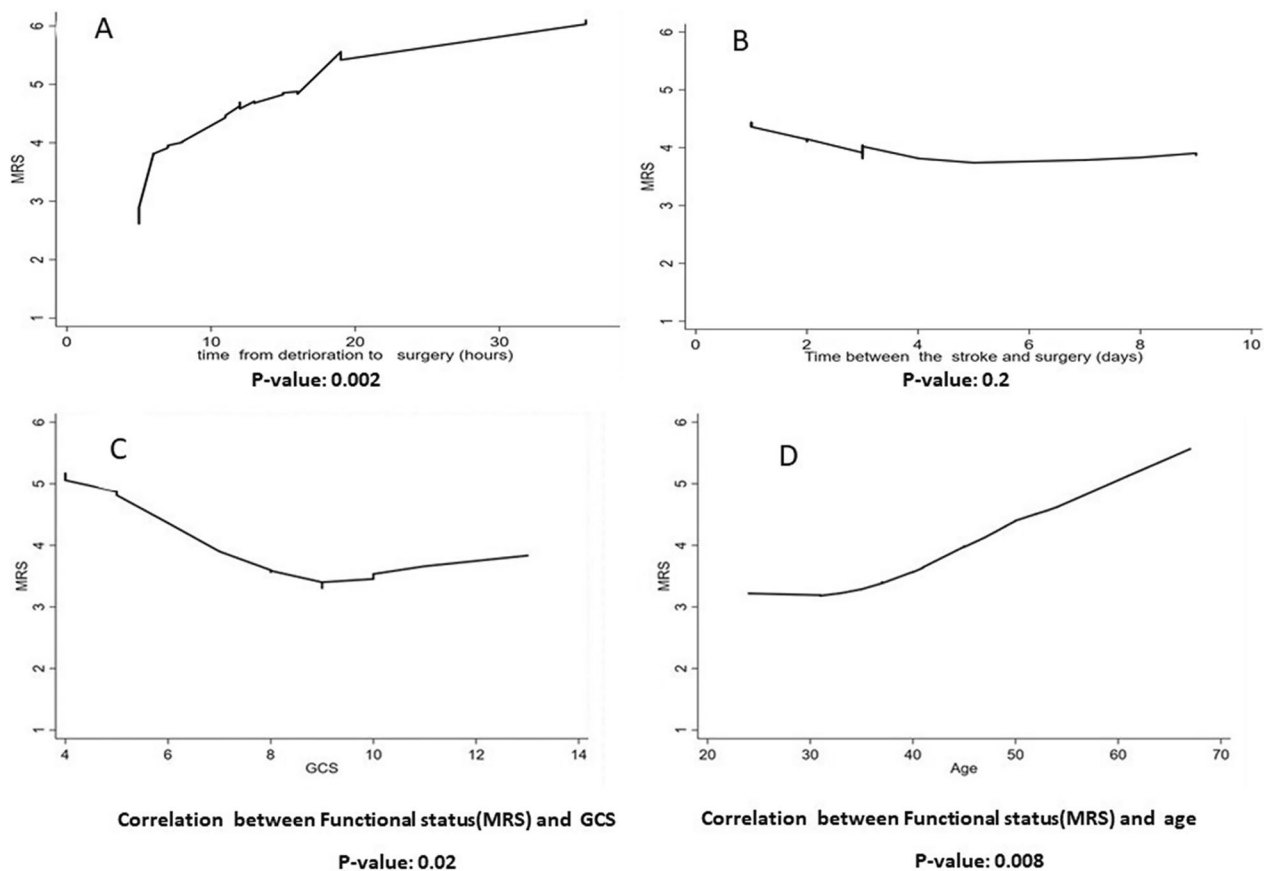 A
6
5
4
3
2
1
MRS
0
10
20
30
time from detrioration to surgery (hours)
P-value: 0.002
B
6
5
4
3
2
1
MRS
0
2
4
6
8
10
Time between the stroke and surgery (days)
P-value: 0.2
C
6
5
4
3
2
1
MRS
4
6
8
10
12
14
GCS
Correlation between Functional status(MRS) and GCS
P-value: 0.02
D
6
5
4
3
2
1
MRS
20
30
40
50
60
70
Age
Correlation between Functional status(MRS) and age
P-value: 0.008